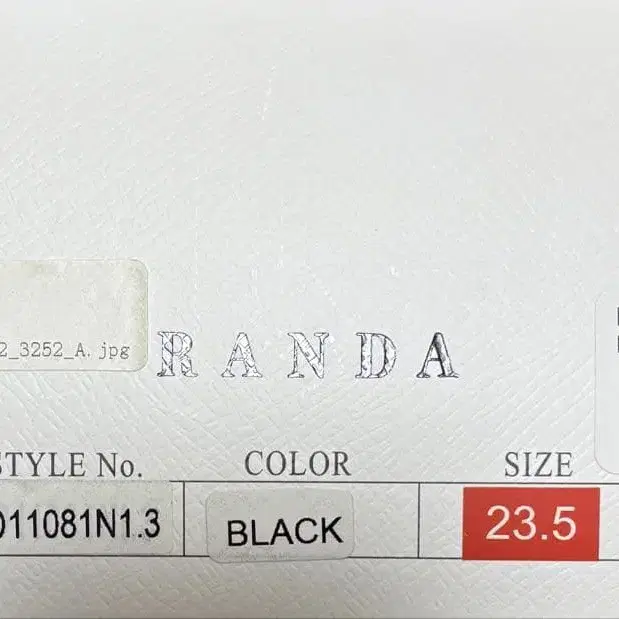 2_3252_A.jpg
RANDA
STYLE No. COLOR SIZE
011081N1.3 BLACK 23.5